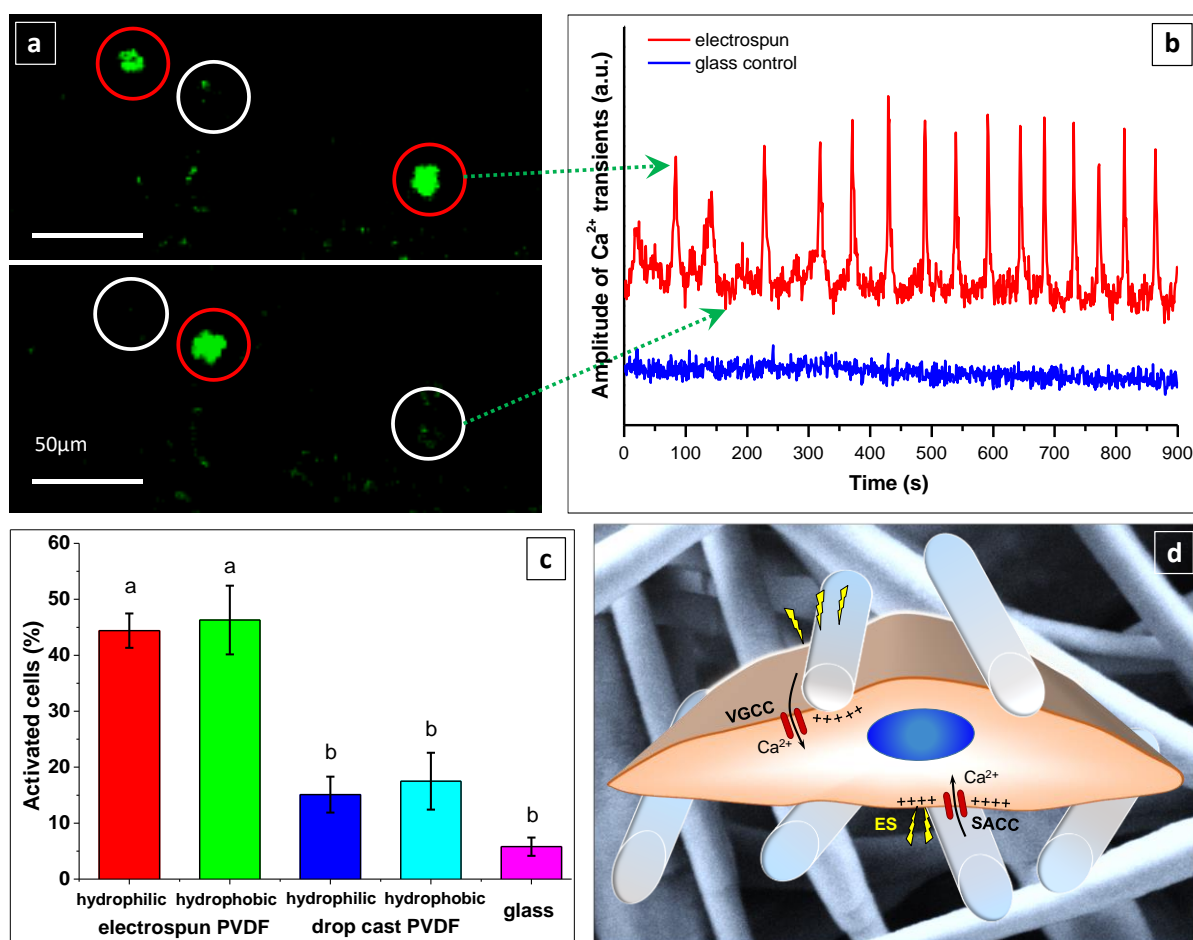 a
50μm
b
electrospun
glass control
Amplitude of Ca²⁺ transients (a.u.)
0 100 200 300 400 500 600 700 800 900
Time (s)
c
Activated cells (%)
60
50
40
30
20
10
0
a a b b b
hydrophilic hydrophobic hydrophilic hydrophobic glass
electrospun PVDF drop cast PVDF
d
VGCC
+++++
Ca²⁺
Ca²⁺
++++ ++++
ES SACC